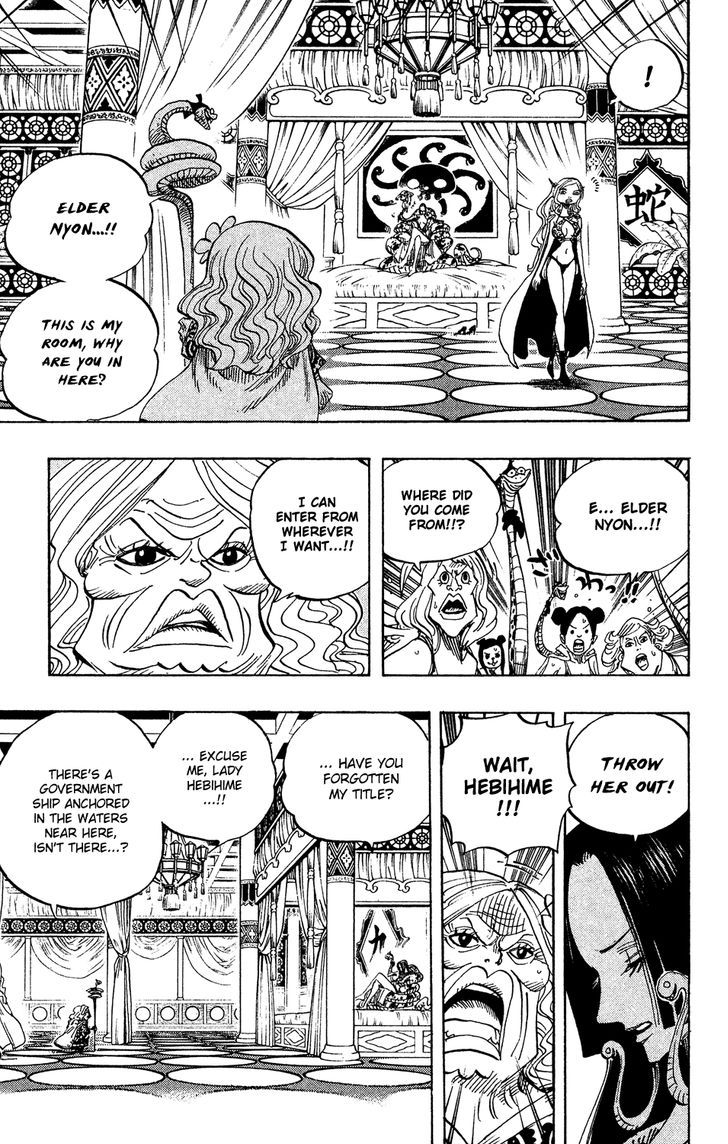 !
蛇
ELDER
NYON...!!
THIS IS MY
ROOM, WHY
ARE YOU IN
HERE?
E... ELDER
NYON...!!
WHERE DID
YOU COME
FROM!!?
わっ!!
I CAN
ENTER FROM
WHEREVER
I WANT...!!
THROW
HER OUT!
WAIT,
HEBIHIME
!!!
... HAVE YOU
FORGOTTEN
MY TITLE?
... EXCUSE
ME, LADY
HEBIHIME
...!!
THERE'S A
GOVERNMENT
SHIP ANCHORED
IN THE WATERS
NEAR HERE,
ISN'T THERE...?